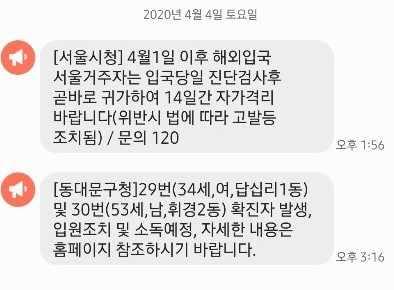 2020년 4월 4일 토요일
[서울시청] 4월1일 이후 해외입국
서울거주자는 입국당일 진단검사후
곧바로 귀가하여 14일간 자가격리
바랍니다(위반시 법에 따라 고발등
조치됨) / 문의 120
오후 1:56
[동대문구청]29번(34세,여,답십리1동)
및 30번(53세,남,휘경2동) 확진자 발생,
입원조치 및 소독예정, 자세한 내용은
홈페이지 참조하시기 바랍니다.
오후 3:16